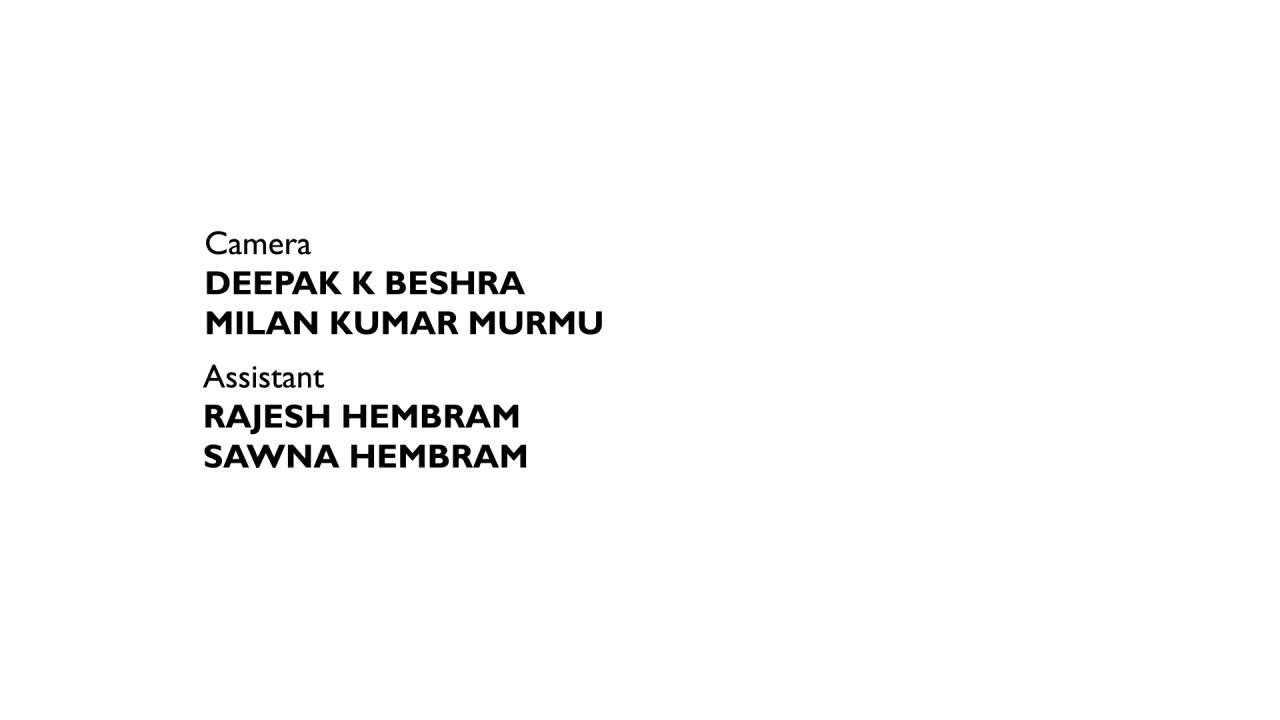 Camera
DEEPAK K BESHRA
MILAN KUMAR MURMU
Assistant
RAJESH HEMBRAM
SAWNA HEMBRAM